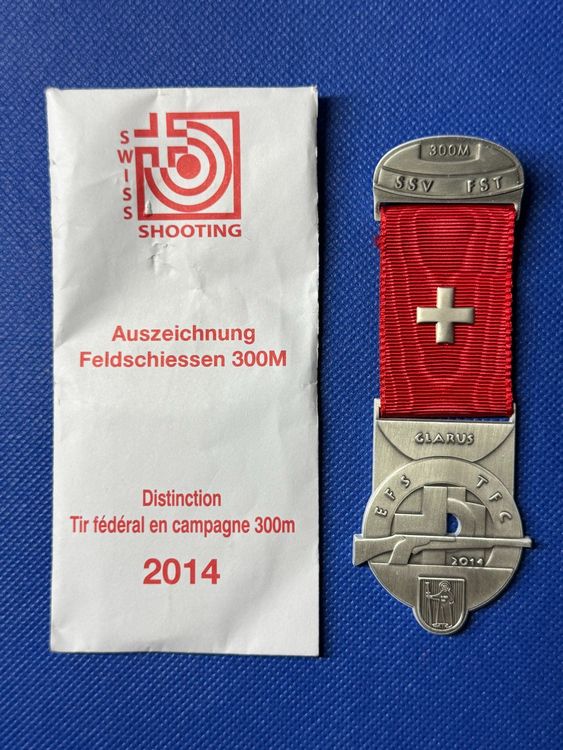 SWISS
SHOOTING
Auszeichnung
Feldschiessen 300M
Distinction
Tir fédéral en campagne 300m
2014
300M
SSV FST
GLARUS
EFS TFC
2014